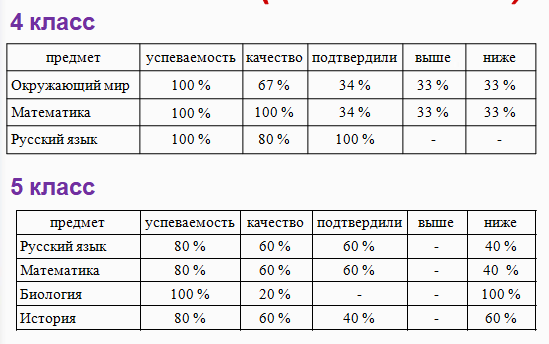 4 класс
предмет успеваемость качество подтвердили выше ниже
Окружающий мир 100 % 67 % 34 % 33 % 33 %
Математика 100 % 100 % 34 % 33 % 33 %
Русский язык 100 % 80 % 100 % - -
5 класс
предмет успеваемость качество подтвердили выше ниже
Русский язык 80 % 60 % 60 % - 40 %
Математика 80 % 60 % 60 % - 40 %
Биология 100 % 20 % - - 100 %
История 80 % 60 % 40 % - 60 %